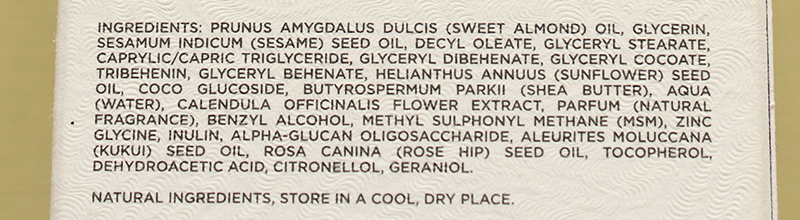 INGREDIENTS: PRUNUS AMYGDALUS DULCIS (SWEET ALMOND) OIL, GLYCERIN,
SESAMUM INDICUM (SESAME) SEED OIL, DECYL OLEATE, GLYCERYL STEARATE,
CAPRYLIC/CAPRIC TRIGLYCERIDE, GLYCERYL DIBEHENATE, GLYCERYL COCOATE,
TRIBEHENIN, GLYCERYL BEHENATE, HELIANTHUS ANNUUS (SUNFLOWER) SEED
OIL, COCO GLUCOSIDE, BUTYROSPERMUM PARKII (SHEA BUTTER), AQUA
(WATER), CALENDULA OFFICINALIS FLOWER EXTRACT, PARFUM (NATURAL
FRAGRANCE), BENZYL ALCOHOL, METHYL SULPHONYL METHANE (MSM), ZINC
GLYCINE, INULIN, ALPHA-GLUCAN OLIGOSACCHARIDE, ALEURITES MOLUCCANA
(KUKUI) SEED OIL, ROSA CANINA (ROSE HIP) SEED OIL, TOCOPHEROL,
DEHYDROACETIC ACID, CITRONELLOL, GERANIOL.
NATURAL INGREDIENTS, STORE IN A COOL, DRY PLACE.